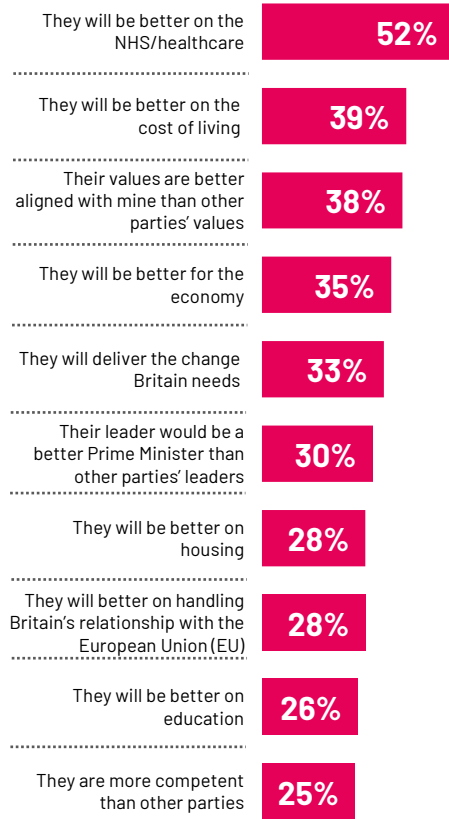 They will be better on the
NHS/healthcare
52%
They will be better on the
cost of living
39%
Their values are better
aligned with mine than other
parties’ values
38%
They will be better for the
economy
35%
They will deliver the change
Britain needs
33%
Their leader would be a
better Prime Minister than
other parties’ leaders
30%
They will be better on
housing
28%
They will better on handling
Britain’s relationship with the
European Union (EU)
28%
They will be better on
education
26%
They are more competent
than other parties
25%